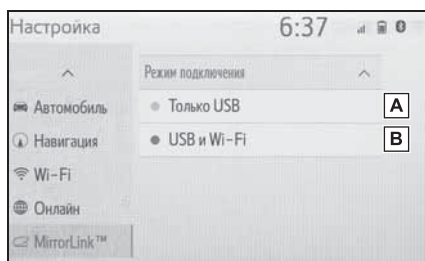 Настройка 6:37
Режим подключения
Автомобиль
Только USB A
Навигация
USB и Wi-Fi B
Wi-Fi
Онлайн
MirrorLink™